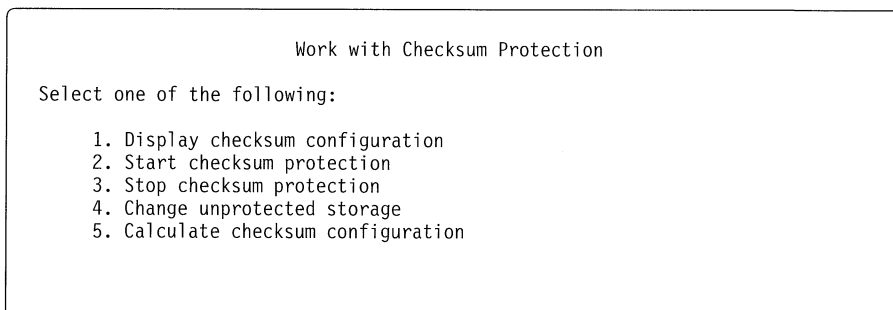 Work with Checksum Protection
Select one of the following:
1. Display checksum configuration
2. Start checksum protection
3. Stop checksum protection
4. Change unprotected storage
5. Calculate checksum configuration